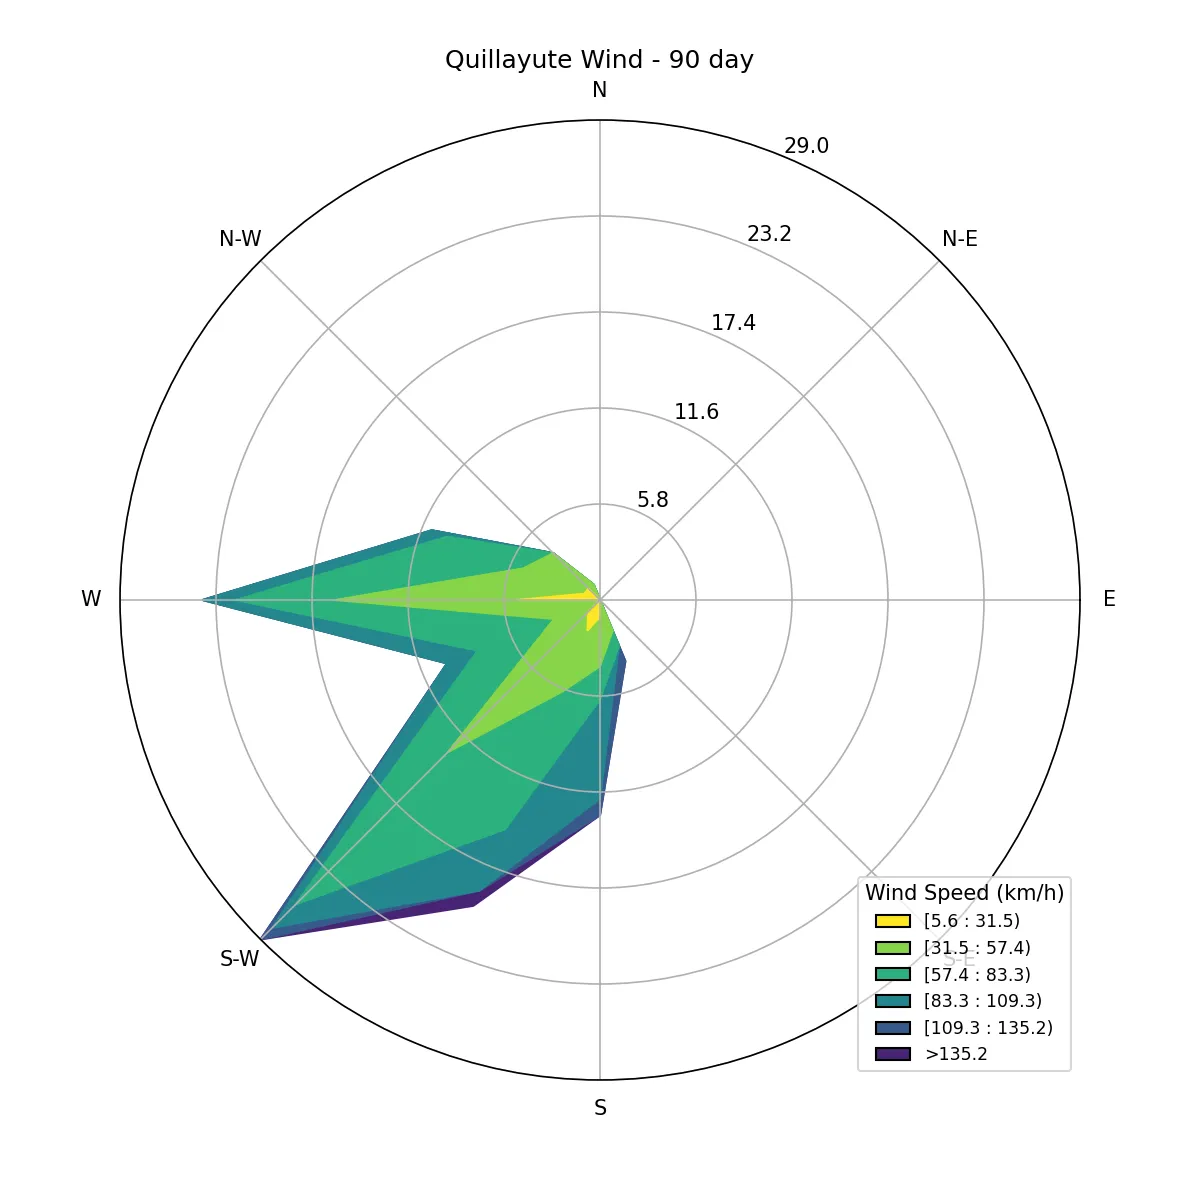 Quillayute Wind - 90 day
N
29.0
N-W
N-E
23.2
17.4
11.6
5.8
W
E
S-W
S-E
Wind Speed (km/h)
[5.6 : 31.5)
[31.5 : 57.4)
[57.4 : 83.3)
[83.3 : 109.3)
[109.3 : 135.2)
>135.2
S